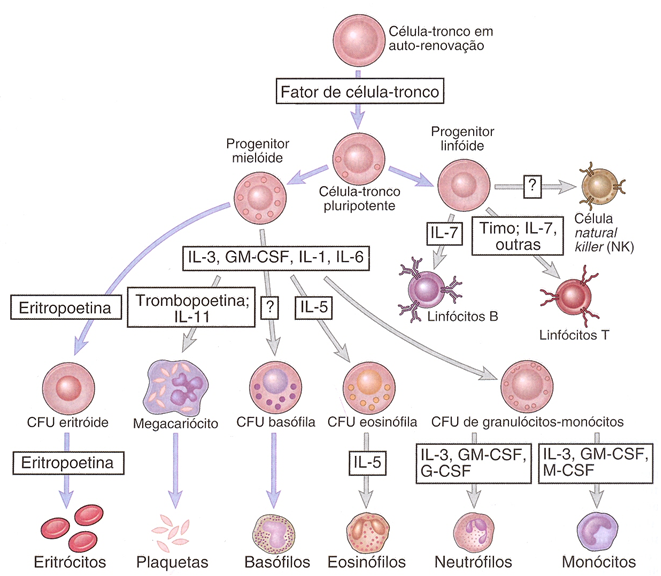 Célula-tronco em
auto-renovação
Fator de célula-tronco
Progenitor
mielóide
Célula-tronco
pluripotente
Progenitor
linfóide
?
Célula
natural
killer (NK)
IL-7
Timo; IL-7,
outras
Linfócitos B
Linfócitos T
IL-3, GM-CSF, IL-1, IL-6
Eritropoetina
Trombopoetina;
IL-11
?
IL-5
CFU eritróide
Megacariócito
CFU basófila
CFU eosinófila
CFU de granulócitos-monócitos
Eritropoetina
IL-5
IL-3, GM-CSF,
G-CSF
IL-3, GM-CSF,
M-CSF
Eritrócitos
Plaquetas
Basófilos
Eosinófilos
Neutrófilos
Monócitos